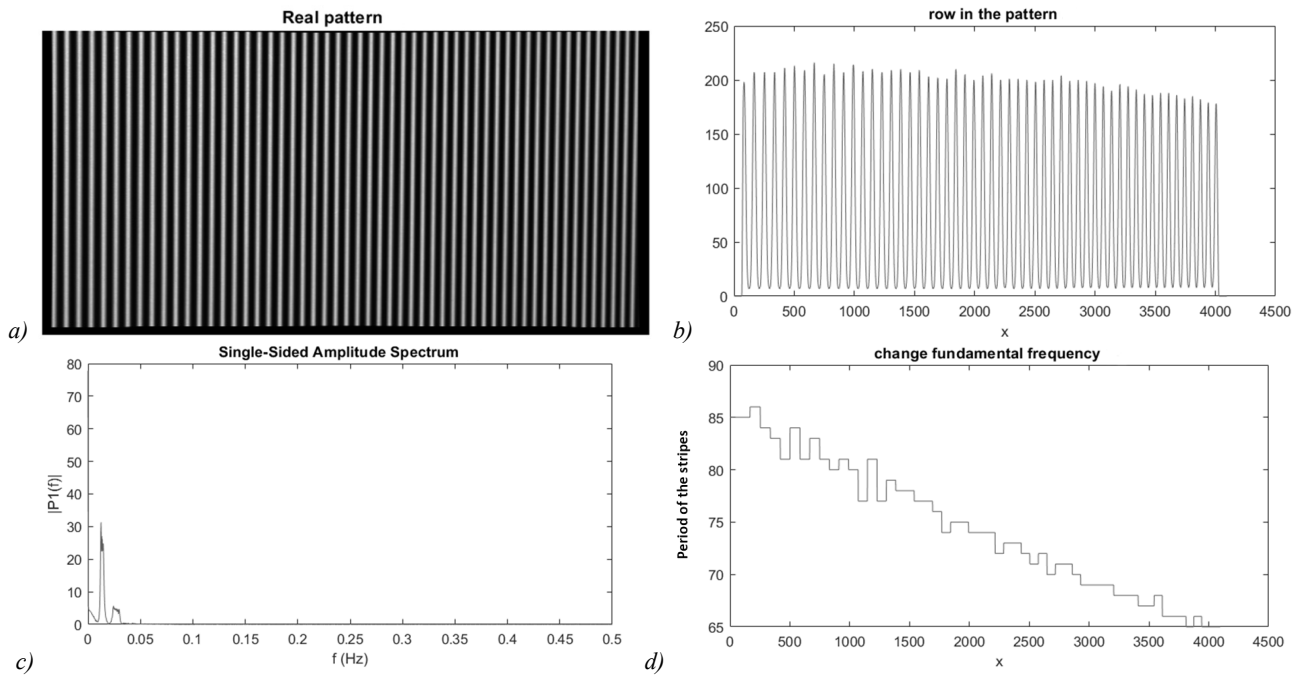 Real pattern
a)
row in the pattern
250
200
150
100
50
0
0 500 1000 1500 2000 2500 3000 3500 4000 4500
x
b)
Single-Sided Amplitude Spectrum
80
70
60
50
40
30
20
10
0
|P1(f)|
0 0.05 0.1 0.15 0.2 0.25 0.3 0.35 0.4 0.45 0.5
f (Hz)
c)
change fundamental frequency
90
85
80
75
70
65
Period of the stripes
0 500 1000 1500 2000 2500 3000 3500 4000 4500
x
d)